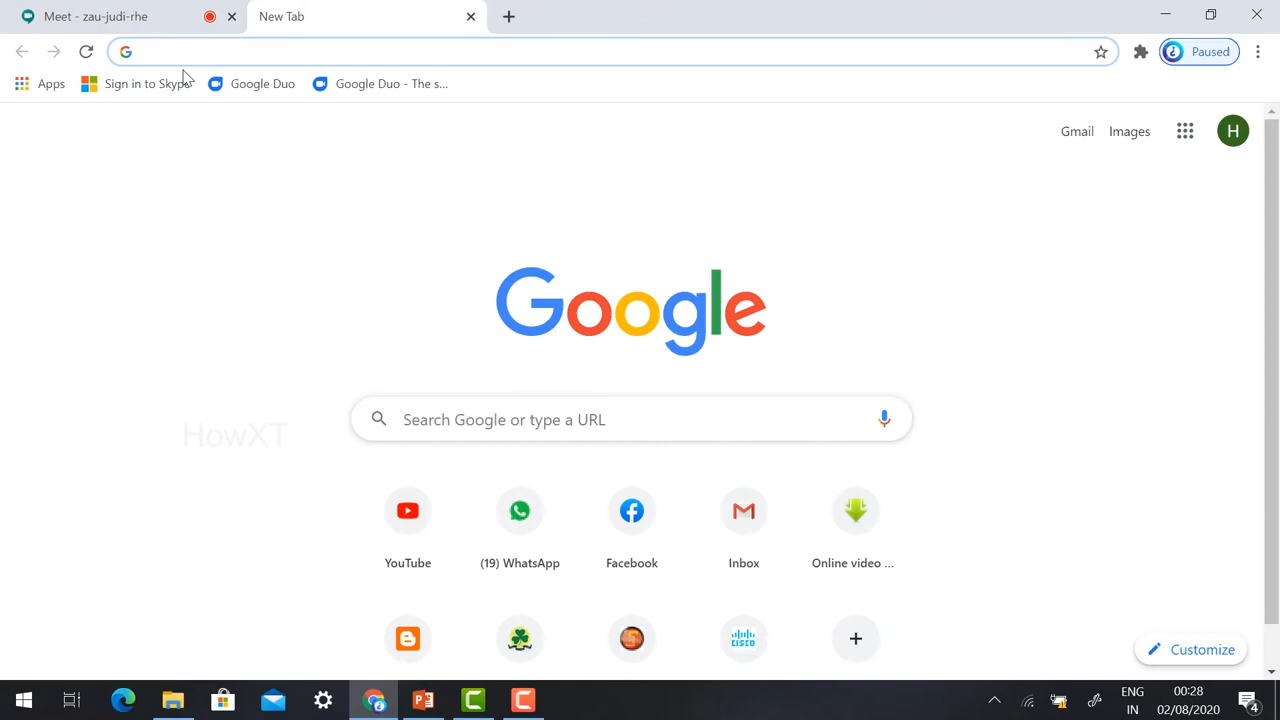 Meet - zau-judi-rhe
New Tab
Paused
Apps
Sign in to Skype
Google Duo
Google Duo - The s...
Gmail
Images
H
Google
Search Google or type a URL
HowXT
YouTube
(19) WhatsApp
Facebook
Inbox
Online video ...
CISCO
Customize
ENG
IN
00:28
02/08/2020
4